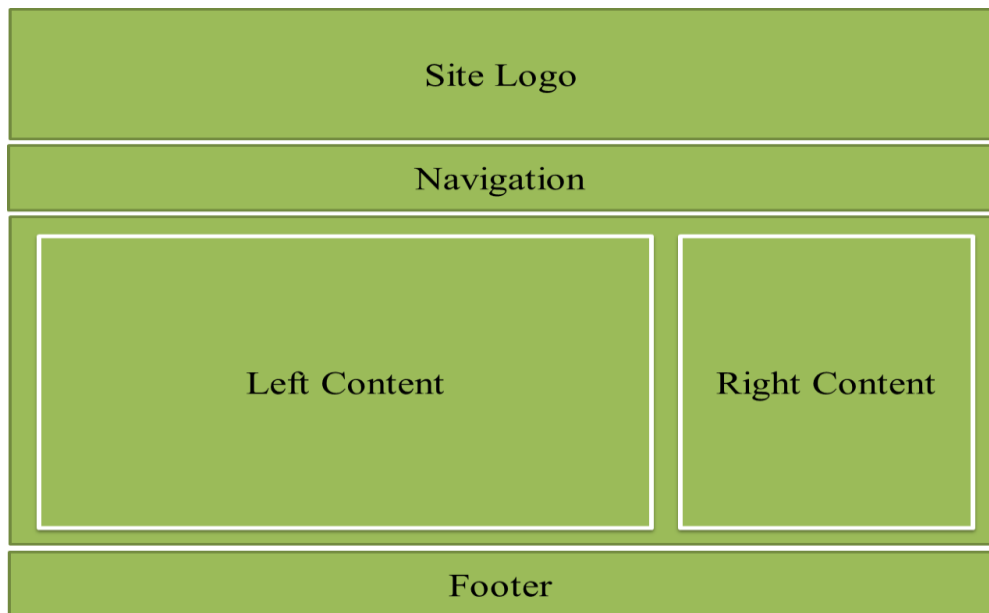 Site Logo
Navigation
Left Content
Right Content
Footer